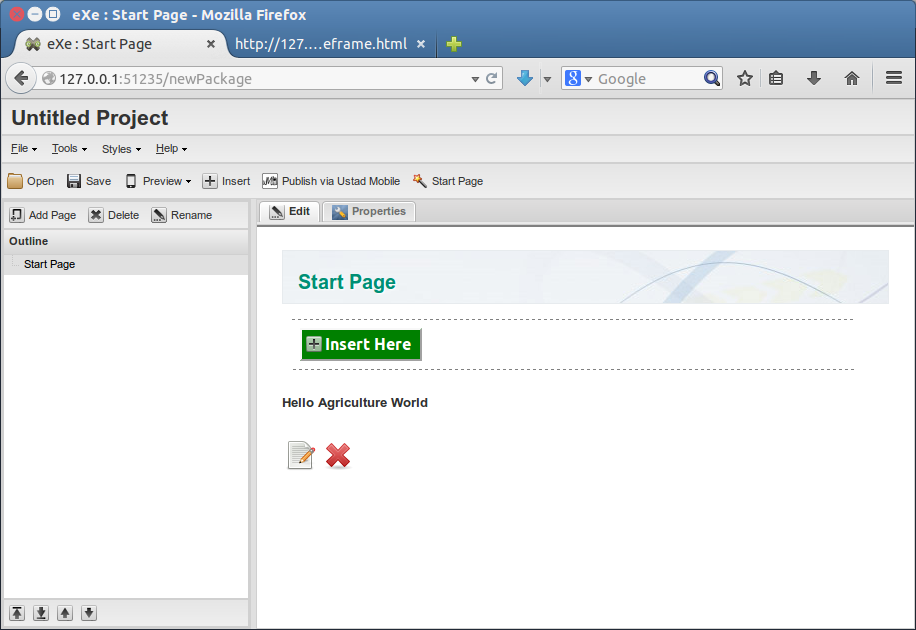 eXe : Start Page - Mozilla Firefox
eXe : Start Page
http://127....eframe.html
127.0.0.1:51235/newPackage
8
Google
Untitled Project
File Tools Styles Help
Open Save Preview Insert Publish via Ustad Mobile Start Page
Add Page Delete Rename
Edit Properties
Outline
Start Page
Start Page
Insert Here
Hello Agriculture World